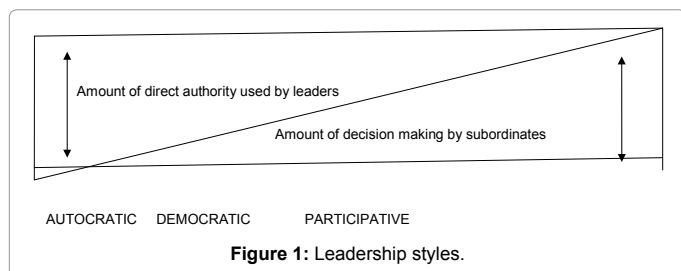 Amount of direct authority used by leaders
Amount of decision making by subordinates
AUTOCRATIC DEMOCRATIC PARTICIPATIVE
Figure 1: Leadership styles.